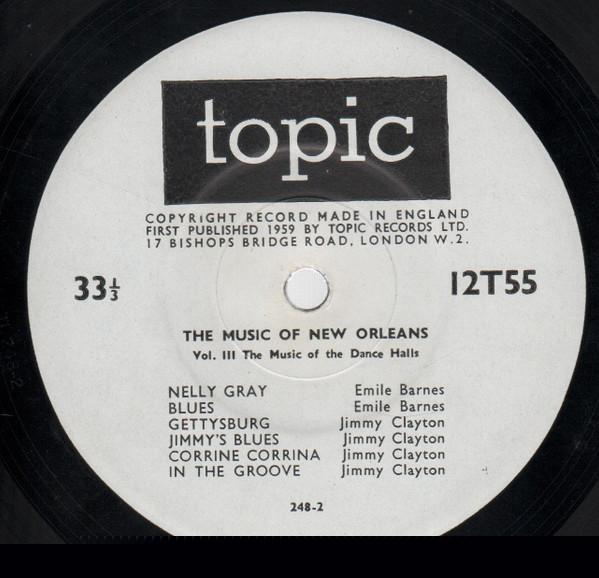 topic
COPYRIGHT RECORD MADE IN ENGLAND
FIRST PUBLISHED 1959 BY TOPIC RECORDS LTD.
17 BISHOPS BRIDGE ROAD, LONDON W.2.
33⅓ 12T55
THE MUSIC OF NEW ORLEANS
Vol. III The Music of the Dance Halls
NELLY GRAY Emile Barnes
BLUES Emile Barnes
GETTYSBURG Jimmy Clayton
JIMMY'S BLUES Jimmy Clayton
CORRINE CORRINA Jimmy Clayton
IN THE GROOVE Jimmy Clayton
248-2